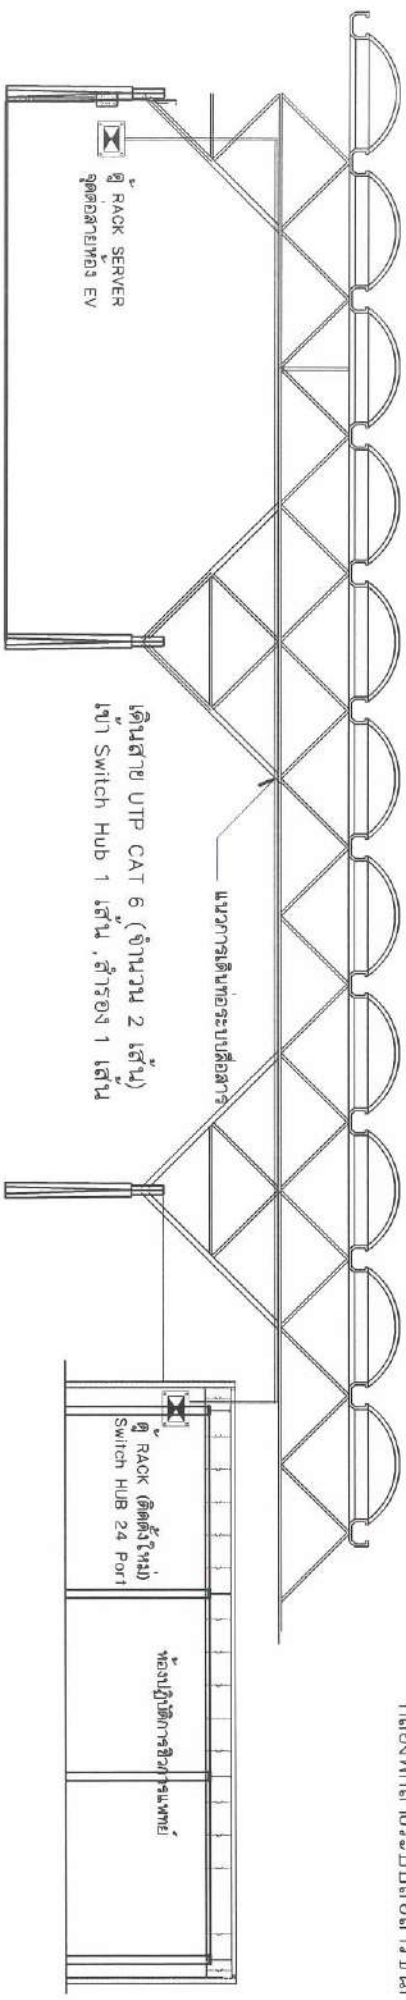 ตู้ RACK SERVER
จุดต่อสายห้อง EV
แนวการเดินท่อระบบสื่อสาร
เดินสาย UTP CAT 6 (จำนวน 2 เส้น)
เข้า Switch Hub 1 เส้น , สำรอง 1 เส้น
ตู้ RACK (ติดตั้งใหม่)
Switch HUB 24 Port
ห้องปฏิบัติการชีวการแพทย์